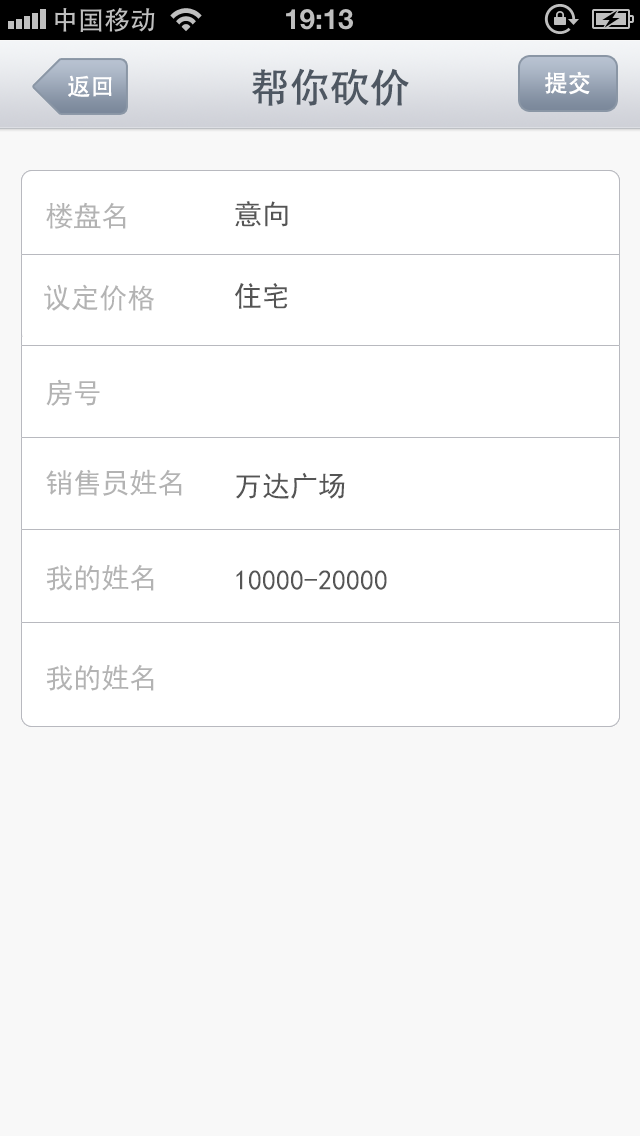 中国移动 19:13
返回 帮你砍价 提交
楼盘名 意向
议定价格 住宅
房号
销售员姓名 万达广场
我的姓名 10000-20000
我的姓名